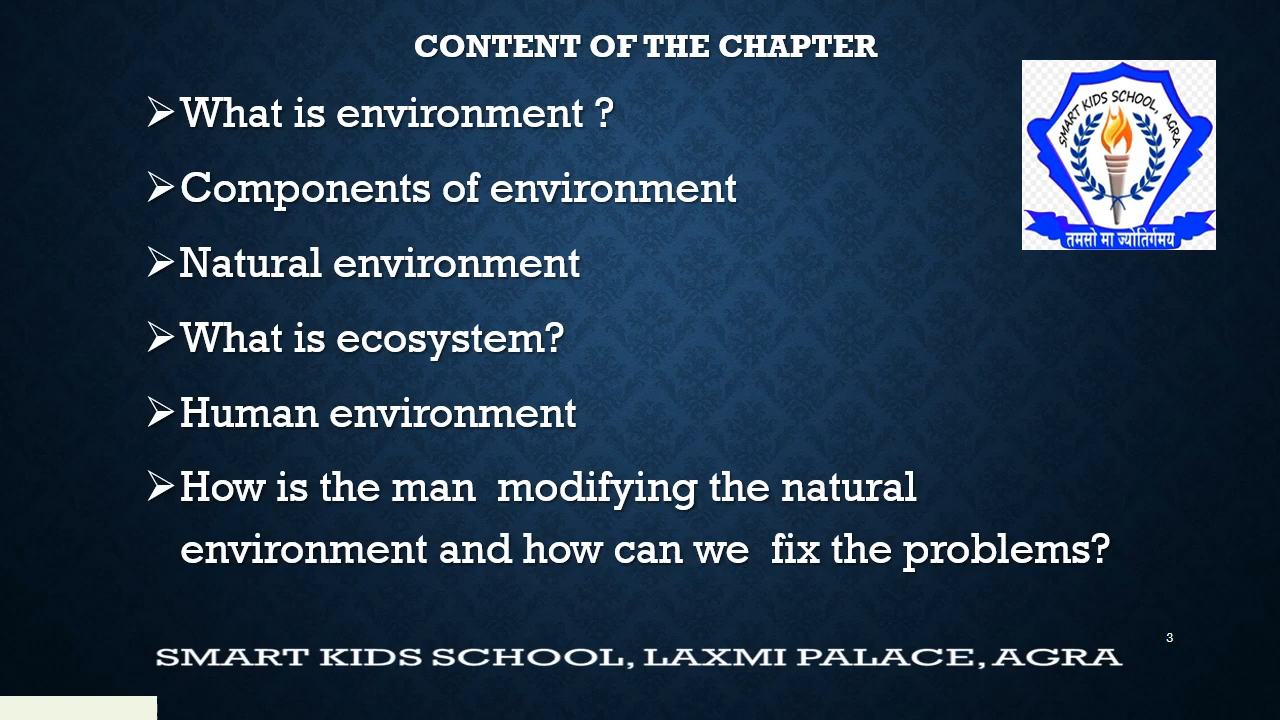 CONTENT OF THE CHAPTER
➢What is environment ?
➢Components of environment
➢Natural environment
➢What is ecosystem?
➢Human environment
➢How is the man  modifying the natural
environment and how can we  fix the problems?
SMART KIDS SCHOOL, AGRA
तमसो मा ज्योतिर्गमय
3
SMART KIDS SCHOOL, LAXMI PALACE, AGRA